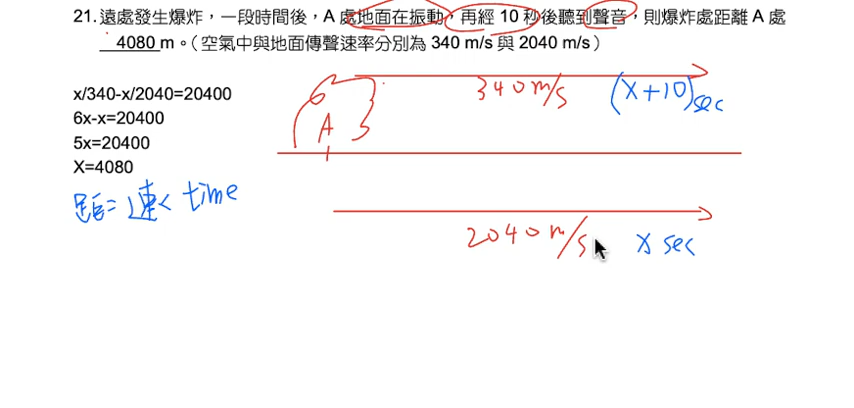 21.遠處發生爆炸，一段時間後，A 處地面在振動，再經 10 秒後聽到聲音，則爆炸處距離 A 處
4080 m。（空氣中與地面傳聲速率分別為 340 m/s 與 2040 m/s）
x/340-x/2040=20400
6x-x=20400
5x=20400
X=4080
340m/s (x+10)sec
A
距=速× time
2040m/s x sec